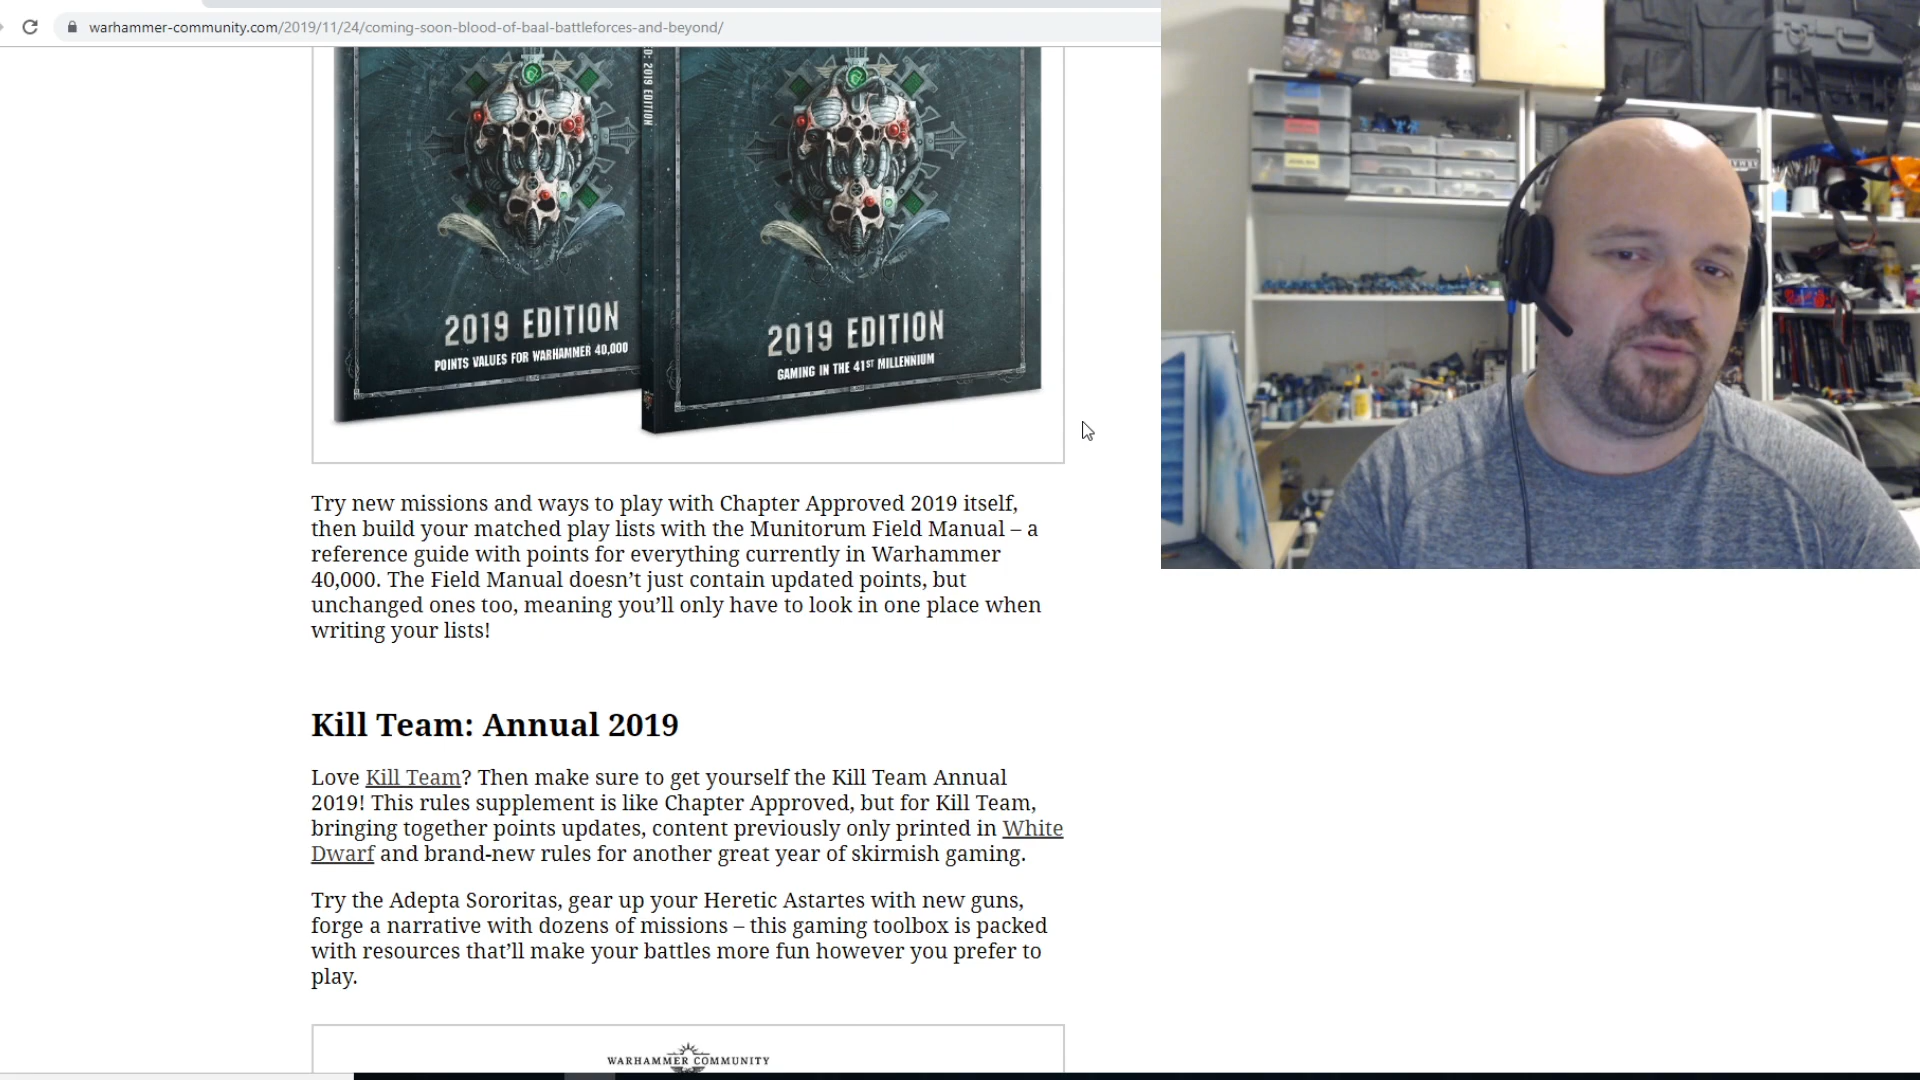 warhammer-community.com/2019/11/24/coming-soon-blood-of-baal-battleforces-and-beyond/
D: 2019 EDITION
2019 EDITION
POINTS VALUES FOR WARHAMMER 40,000
2019 EDITION
GAMING IN THE 41ST MILLENNIUM
Try new missions and ways to play with Chapter Approved 2019 itself,
then build your matched play lists with the Munitorum Field Manual – a
reference guide with points for everything currently in Warhammer
40,000. The Field Manual doesn’t just contain updated points, but
unchanged ones too, meaning you’ll only have to look in one place when
writing your lists!
Kill Team: Annual 2019
Love Kill Team? Then make sure to get yourself the Kill Team Annual
2019! This rules supplement is like Chapter Approved, but for Kill Team,
bringing together points updates, content previously only printed in White
Dwarf and brand-new rules for another great year of skirmish gaming.
Try the Adepta Sororitas, gear up your Heretic Astartes with new guns,
forge a narrative with dozens of missions – this gaming toolbox is packed
with resources that’ll make your battles more fun however you prefer to
play.
WARHAMMER COMMUNITY